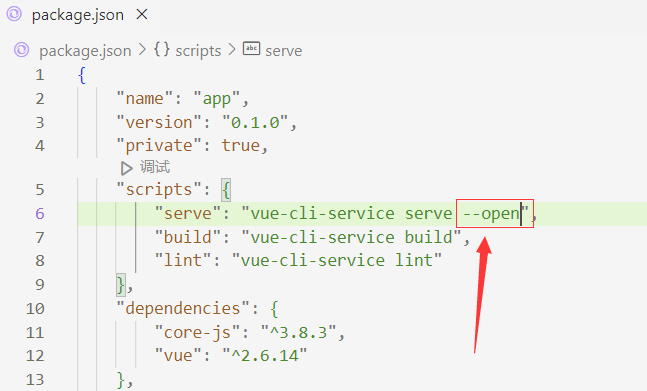 package.json ×
package.json > {} scripts > abc serve
1 {
2 "name": "app",
3 "version": "0.1.0",
4 "private": true,
调试
5 "scripts": {
6 "serve": "vue-cli-service serve --open",
7 "build": "vue-cli-service build",
8 "lint": "vue-cli-service lint"
9 },
10 "dependencies": {
11 "core-js": "^3.8.3",
12 "vue": "^2.6.14"
13 },